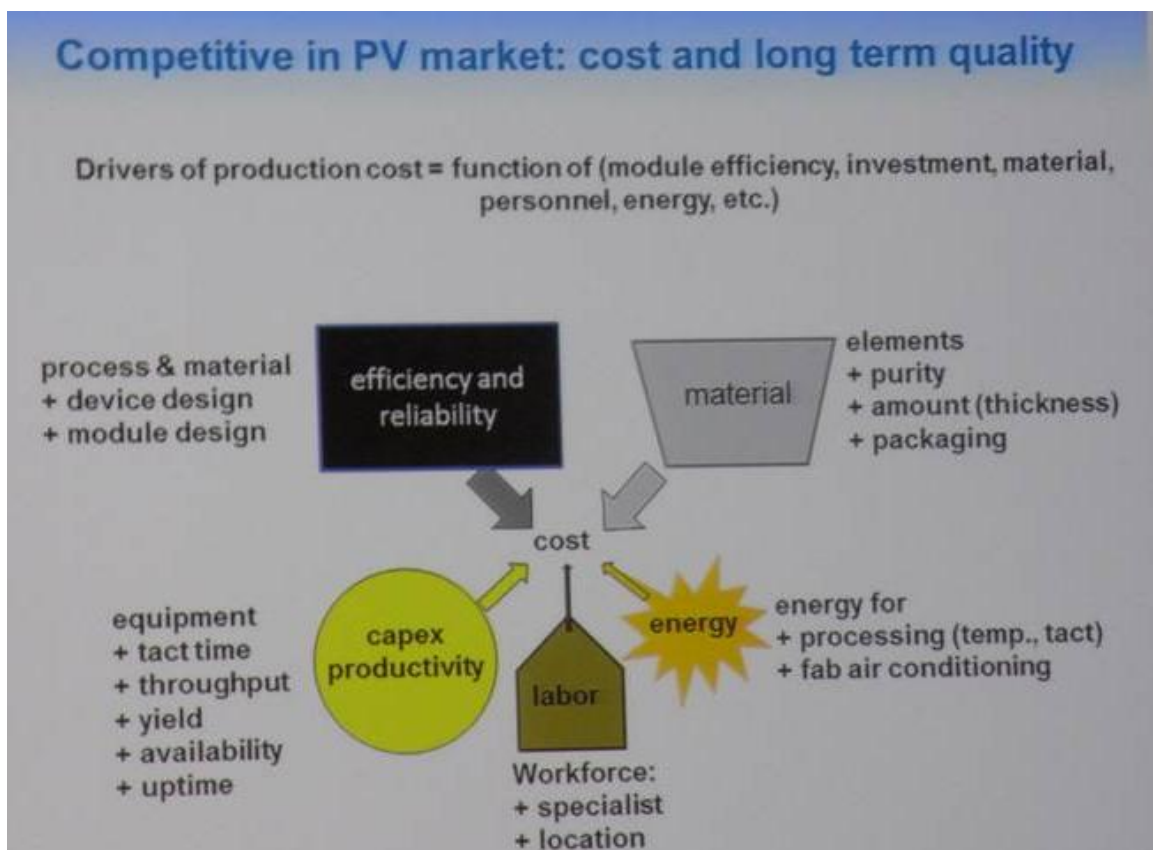 Competitive in PV market: cost and long term quality
Drivers of production cost = function of (module efficiency, investment, material,
personnel, energy, etc.)
process & material
+ device design
+ module design
efficiency and
reliability
material
elements
+ purity
+ amount (thickness)
+ packaging
cost
equipment
+ tact time
+ throughput
+ yield
+ availability
+ uptime
capex
productivity
labor
energy
energy for
+ processing (temp., tact)
+ fab air conditioning
Workforce:
+ specialist
+ location